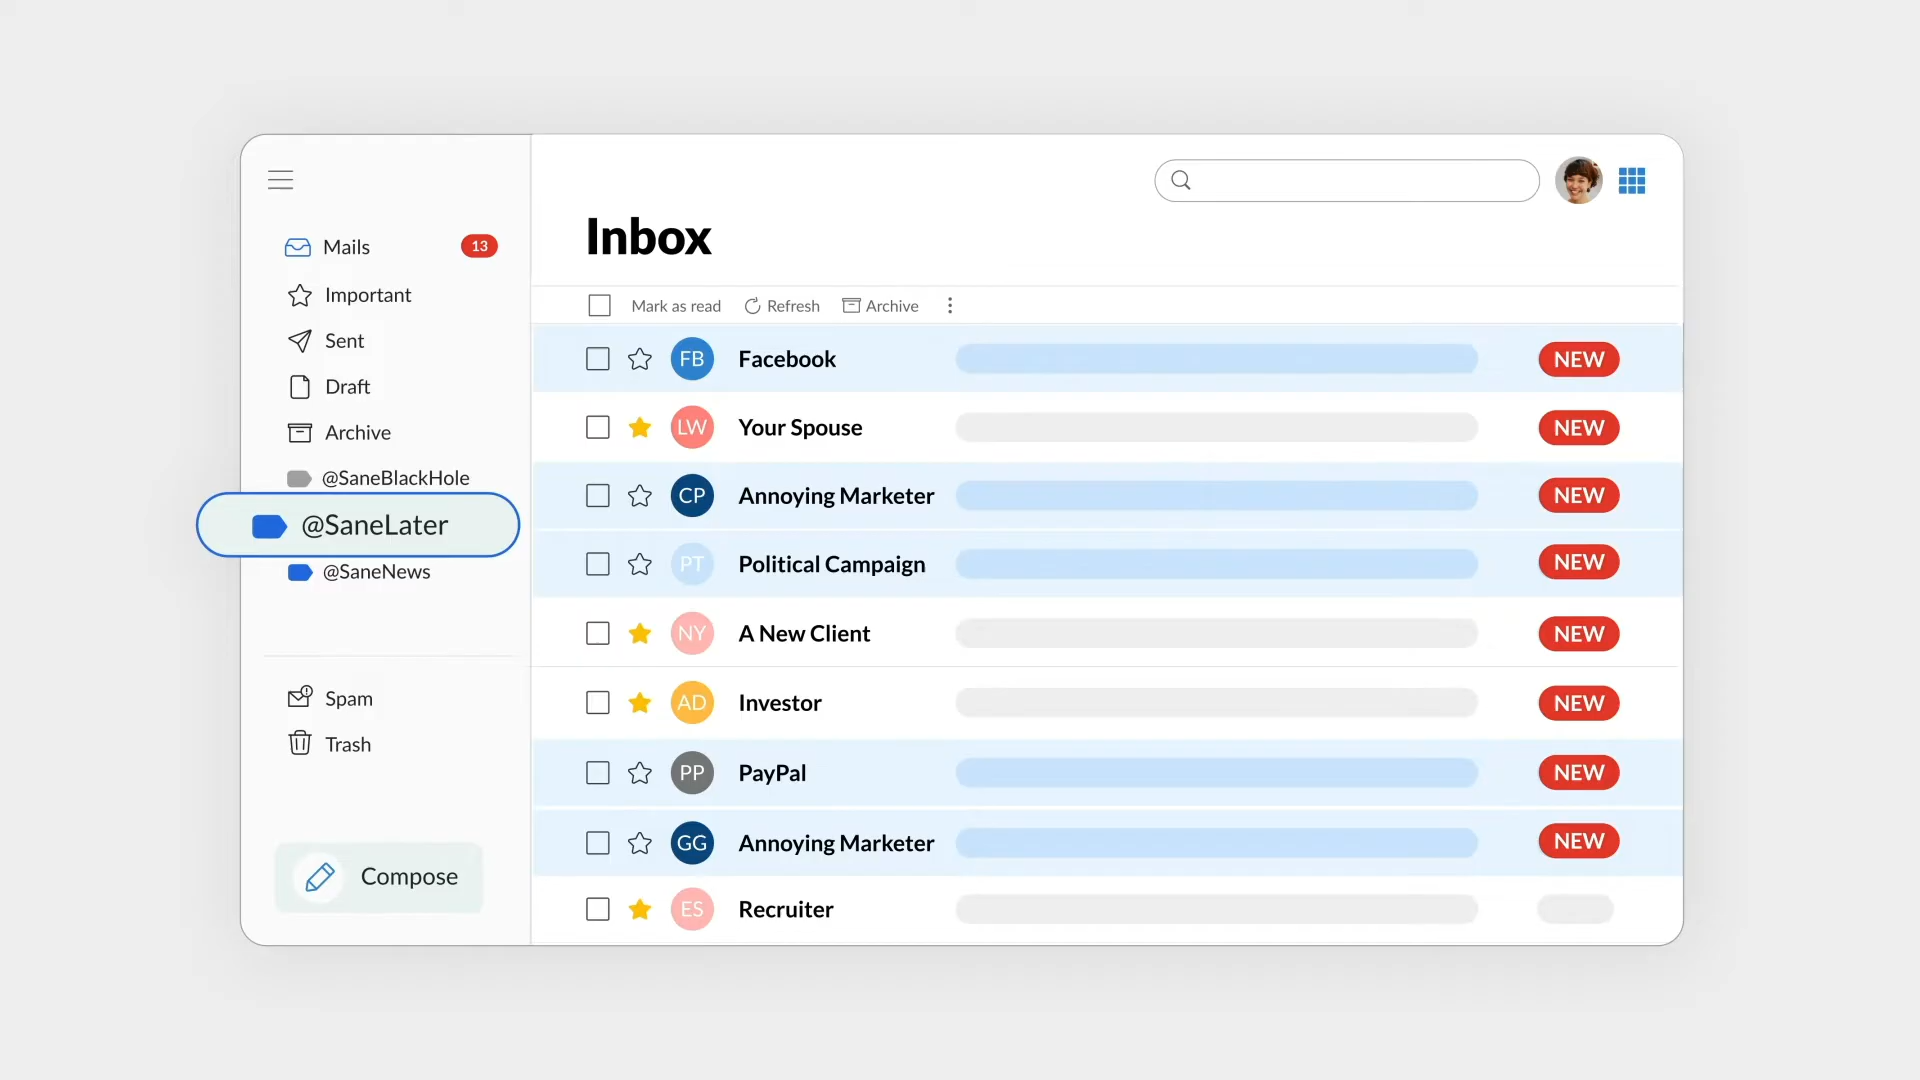 Inbox
Mails 13
Important
Sent
Draft
Archive
@SaneBlackHole
@SaneLater
@SaneNews
Spam
Trash
Compose
Mark as read Refresh Archive
FB Facebook NEW
LW Your Spouse NEW
CP Annoying Marketer NEW
PT Political Campaign NEW
NY A New Client NEW
AD Investor NEW
PP PayPal NEW
GG Annoying Marketer NEW
ES Recruiter